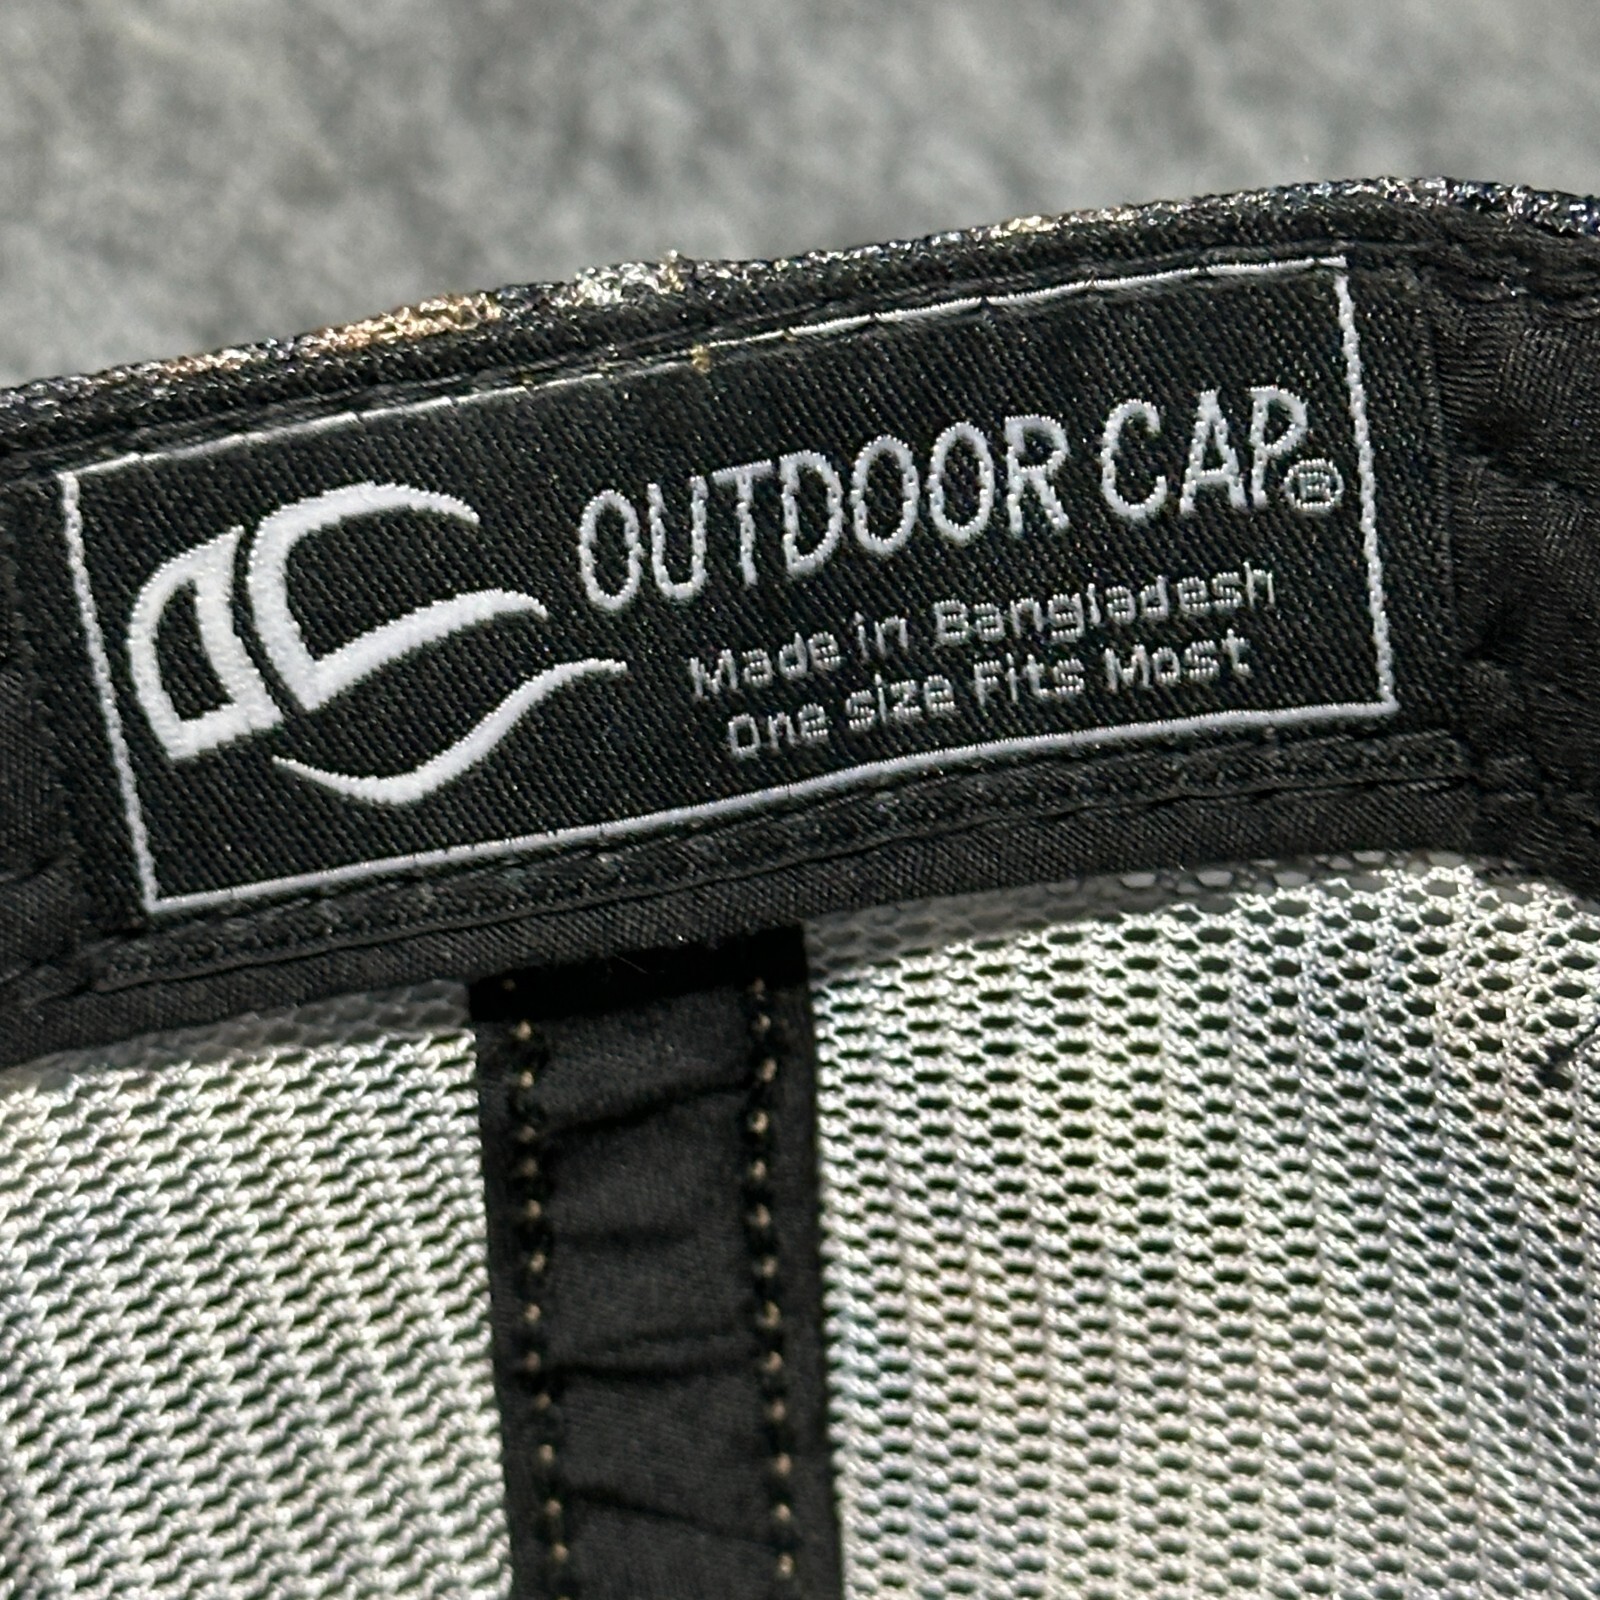 OUTDOOR CAP®
Made in Bangladesh
One size Fits Most